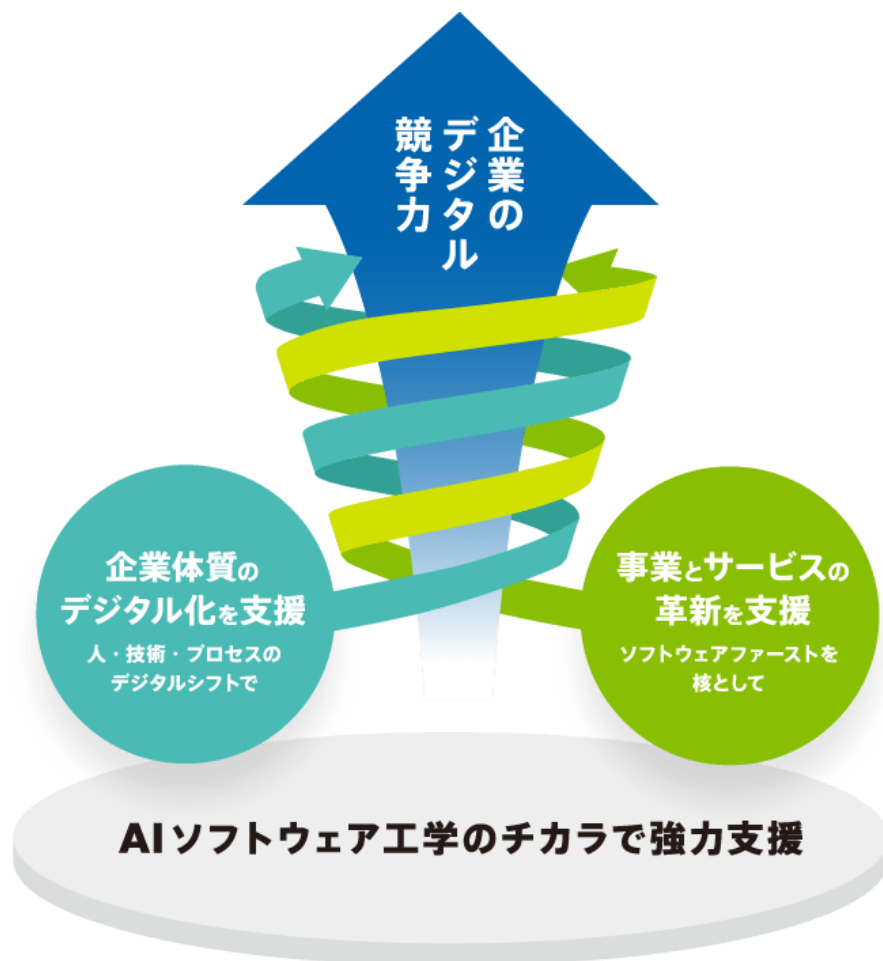 企業の
デジタル
競争力
企業体質の
デジタル化を支援
人・技術・プロセスの
デジタルシフトで
事業とサービスの
革新を支援
ソフトウェアファーストを
核として
AIソフトウェア工学のチカラで強力支援